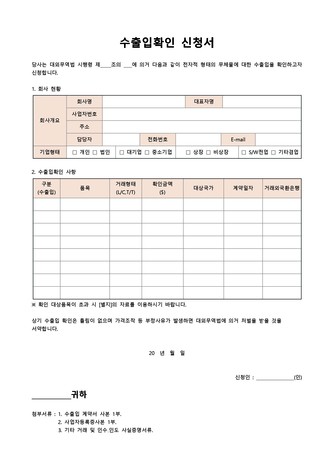 수출입확인 신청서
당사는 대외무역법 시행령 제____조의 ___에 의거 다음과 같이 전자적 형태의 무체물에 대한 수출입을 확인하고자
신청합니다.
1. 회사 현황
회사개요 회사명 대표자명
사업자번호
주소
담당자 전화번호 E-mail
기업형태 □ 개인 □ 법인 □ 대기업 □ 중소기업 □ 상장 □ 비상장 □ S/W전업 □ 기타겸업
2. 수출입확인 사항
구분
(수출입) 품목 거래형태
(L/C,T/T) 확인금액
($) 대상국가 계약일자 거래외국환은행
※ 확인 대상품목이 초과 시 [별지]의 자료를 이용하시기 바랍니다.
상기 수출입 확인은 틀림이 없으며 가격조작 등 부정사유가 발생하면 대외무역법에 의거 처벌을 받을 것을
서약합니다.
20 년 월 일
신청인 : ______________(인)
_________귀하
첨부서류 : 1. 수출입 계약서 사본 1부.
2. 사업자등록증사본 1부.
3. 기타 거래 및 인수·인도 사실증명서류.